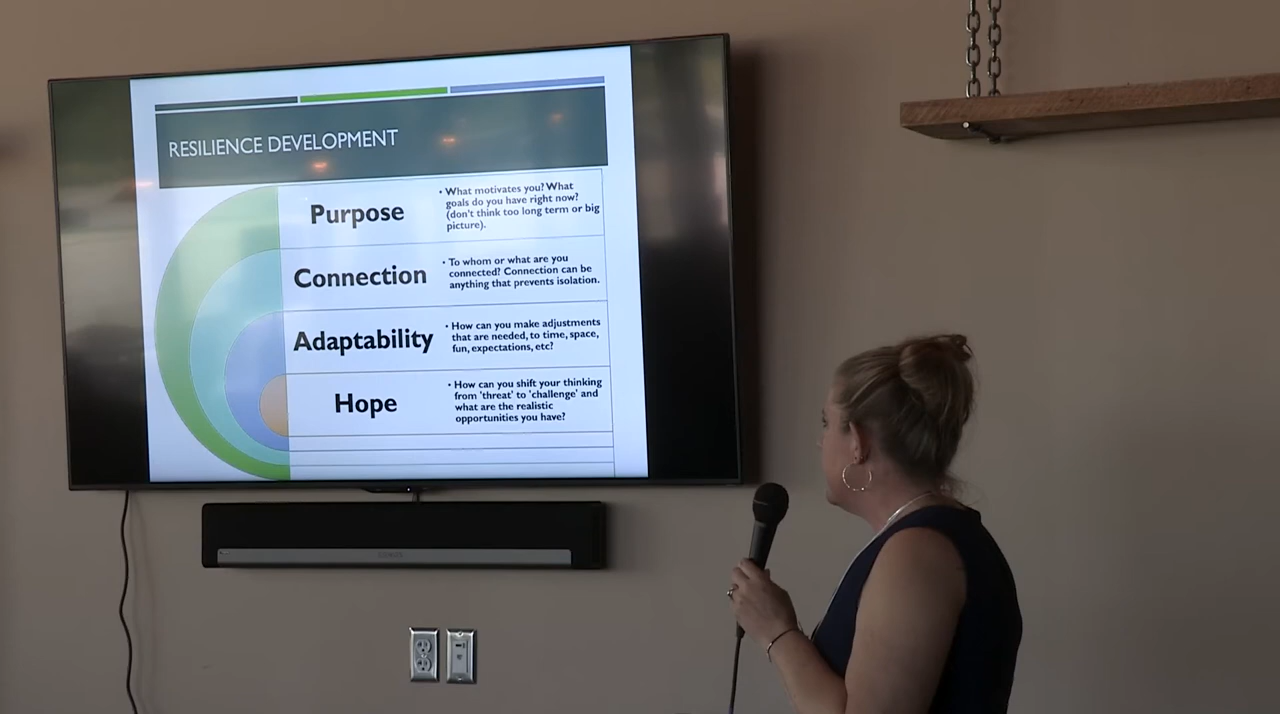 RESILIENCE DEVELOPMENT
Purpose
• What motivates you? What
goals do you have right now?
(don't think too long term or big
picture).
Connection
• To whom or what are you
connected? Connection can be
anything that prevents isolation.
Adaptability
• How can you make adjustments
that are needed, to time, space,
fun, expectations, etc?
Hope
• How can you shift your thinking
from 'threat' to 'challenge' and
what are the realistic
opportunities you have?